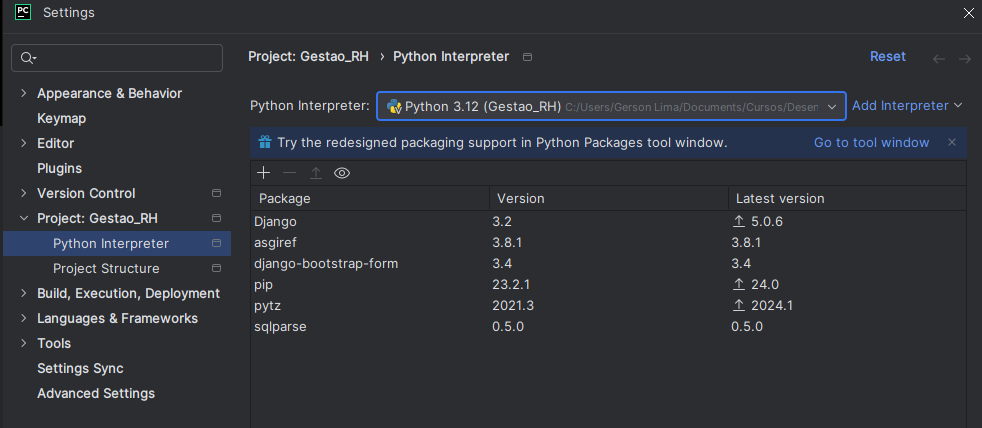 PC Settings
Project: Gestao_RH › Python Interpreter Reset
Appearance & Behavior
Keymap
Editor
Plugins
Version Control
Project: Gestao_RH
Python Interpreter
Project Structure
Build, Execution, Deployment
Languages & Frameworks
Tools
Settings Sync
Advanced Settings
Python Interpreter: Python 3.12 (Gestao_RH) C:/Users/Gerson Lima/Documents/Cursos/Desen Add Interpreter
Try the redesigned packaging support in Python Packages tool window. Go to tool window
Package Version Latest version
Django 3.2 5.0.6
asgiref 3.8.1 3.8.1
django-bootstrap-form 3.4 3.4
pip 23.2.1 24.0
pytz 2021.3 2024.1
sqlparse 0.5.0 0.5.0